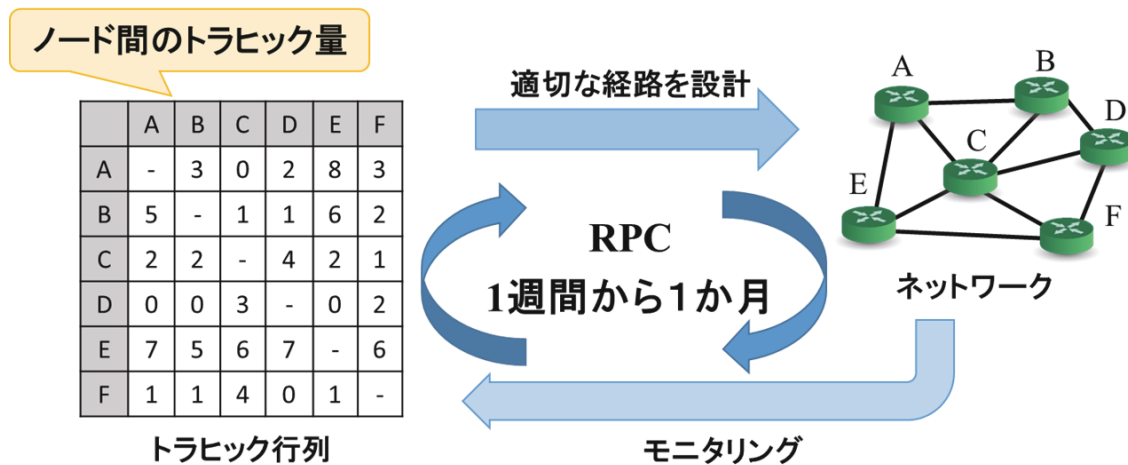 ノード間のトラヒック量
A B C D E F
A - 3 0 2 8 3
B 5 - 1 1 6 2
C 2 2 - 4 2 1
D 0 0 3 - 0 2
E 7 5 6 7 - 6
F 1 1 4 0 1 -
トラヒック行列
適切な経路を設計
RPC
1週間から１か月
モニタリング
A
B
C
D
E
F
ネットワーク